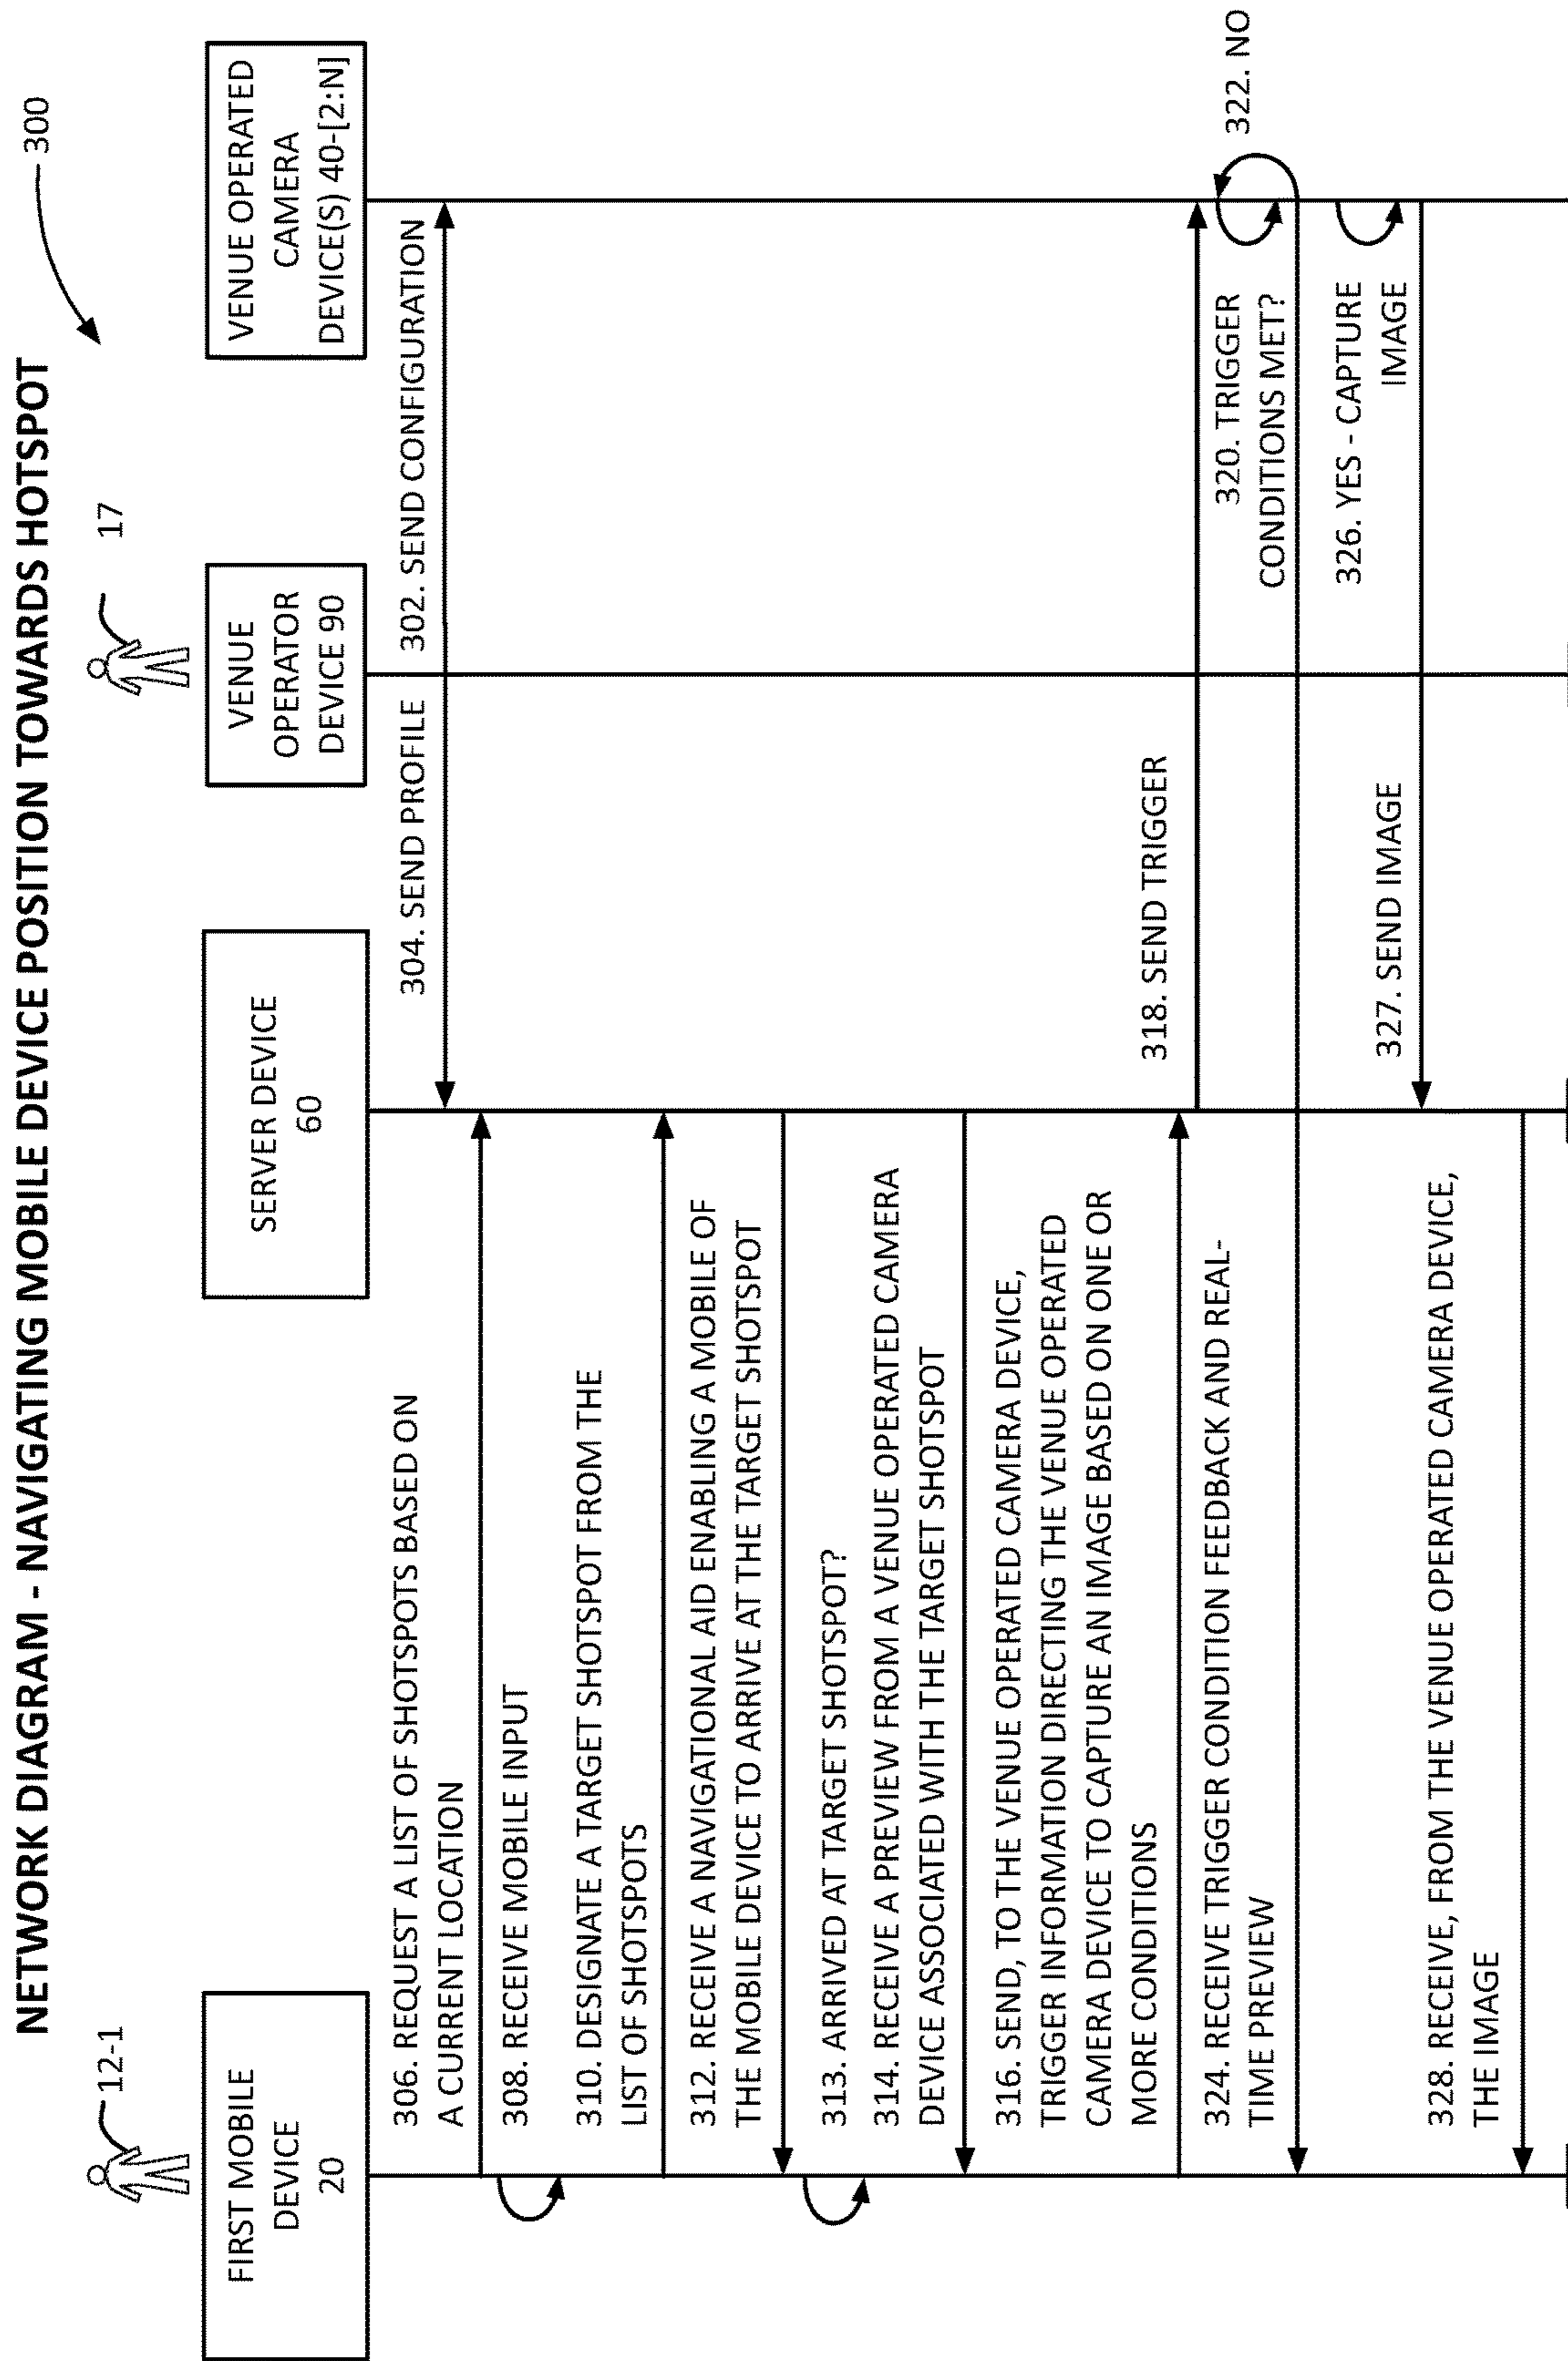 NETWORK DIAGRAM - NAVIGATING MOBILE DEVICE POSITION TOWARDS HOTSPOT
300
12-1
17
FIRST MOBILE
DEVICE
20
SERVER DEVICE
60
VENUE
OPERATOR
DEVICE 90
VENUE OPERATED
CAMERA
DEVICE(S) 40-[2:N]
304. SEND PROFILE
302. SEND CONFIGURATION
306. REQUEST A LIST OF SHOTSPOTS BASED ON
A CURRENT LOCATION
308. RECEIVE MOBILE INPUT
310. DESIGNATE A TARGET SHOTSPOT FROM THE
LIST OF SHOTSPOTS
312. RECEIVE A NAVIGATIONAL AID ENABLING A MOBILE OF
THE MOBILE DEVICE TO ARRIVE AT THE TARGET SHOTSPOT
313. ARRIVED AT TARGET SHOTSPOT?
314. RECEIVE A PREVIEW FROM A VENUE OPERATED CAMERA
DEVICE ASSOCIATED WITH THE TARGET SHOTSPOT
316. SEND, TO THE VENUE OPERATED CAMERA DEVICE,
TRIGGER INFORMATION DIRECTING THE VENUE OPERATED
CAMERA DEVICE TO CAPTURE AN IMAGE BASED ON ONE OR
MORE CONDITIONS
318. SEND TRIGGER
320. TRIGGER
CONDITIONS MET?
322. NO
324. RECEIVE TRIGGER CONDITION FEEDBACK AND REAL-
TIME PREVIEW
326. YES - CAPTURE
IMAGE
327. SEND IMAGE
328. RECEIVE, FROM THE VENUE OPERATED CAMERA DEVICE,
THE IMAGE